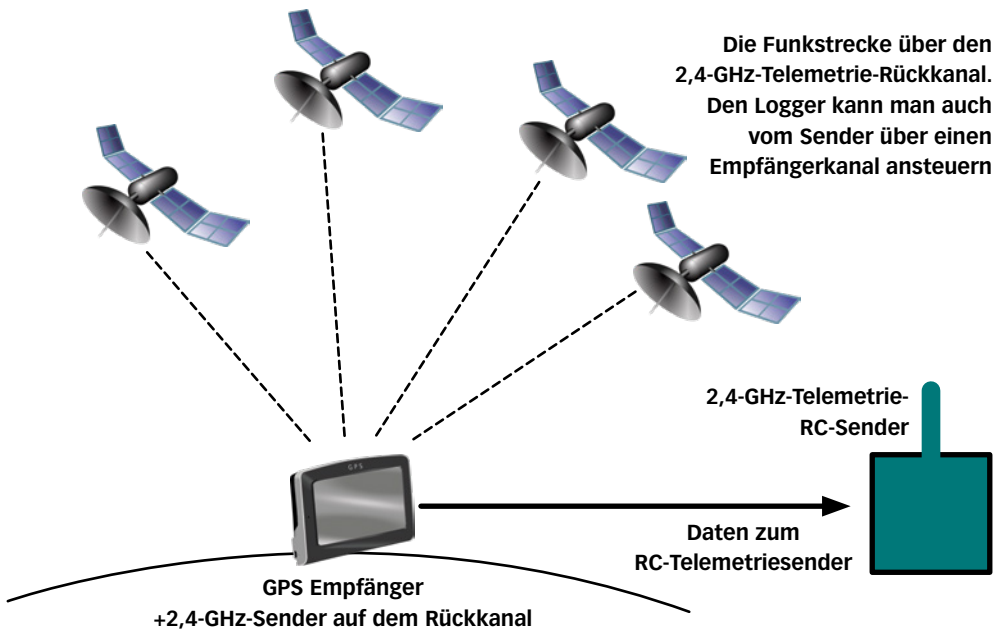 Die Funkstrecke über den
2,4-GHz-Telemetrie-Rückkanal.
Den Logger kann man auch
vom Sender über einen
Empfängerkanal ansteuern
2,4-GHz-Telemetrie-
RC-Sender
GPS
Daten zum
RC-Telemetriesender
GPS Empfänger
+2,4-GHz-Sender auf dem Rückkanal